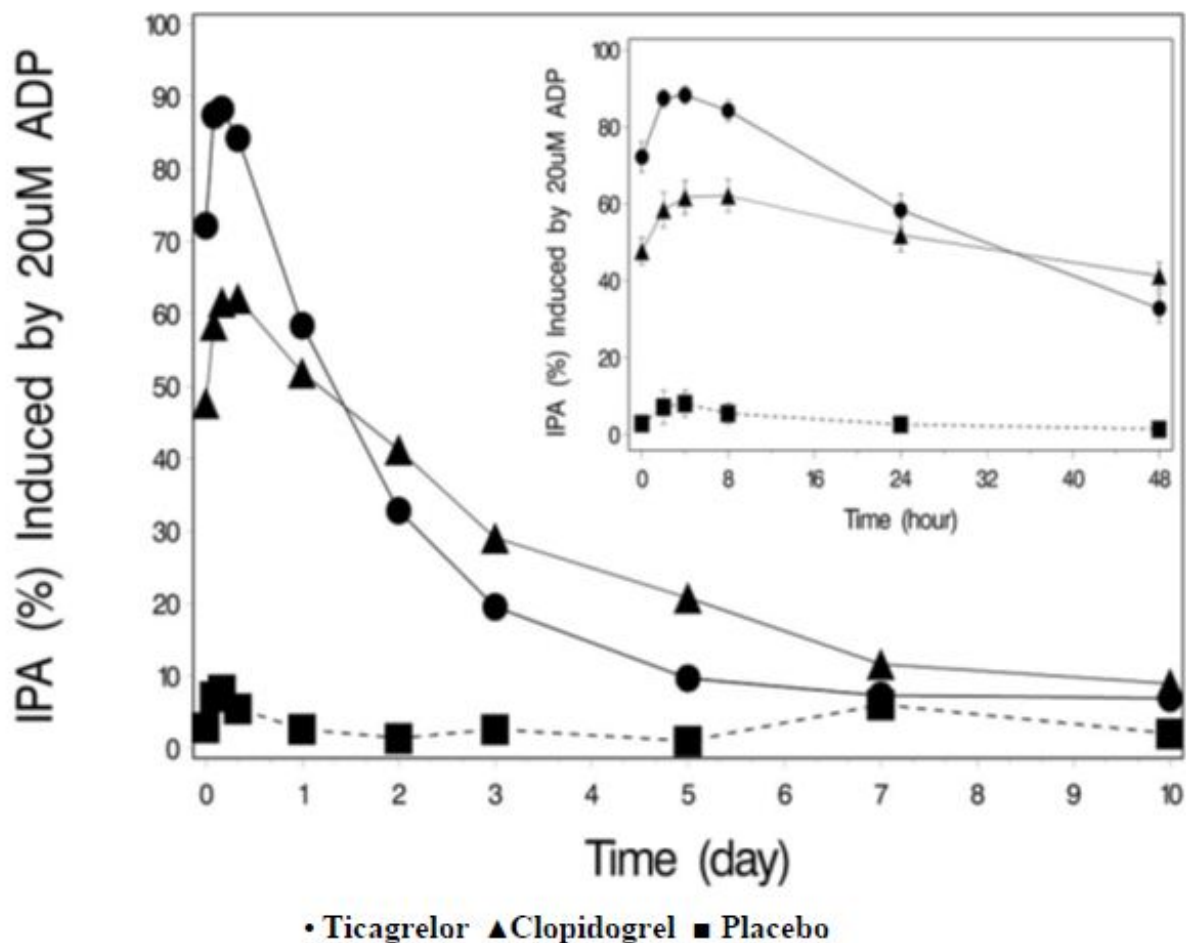 IPA (%) Induced by 20uM ADP
100
90
80
70
60
50
40
30
20
10
0
0 1 2 3 4 5 6 7 8 9 10
Time (day)
IPA (%) Induced by 20uM ADP
100
80
60
40
20
0
0 8 16 24 32 40 48
Time (hour)
• Ticagrelor ▲Clopidogrel ■ Placebo